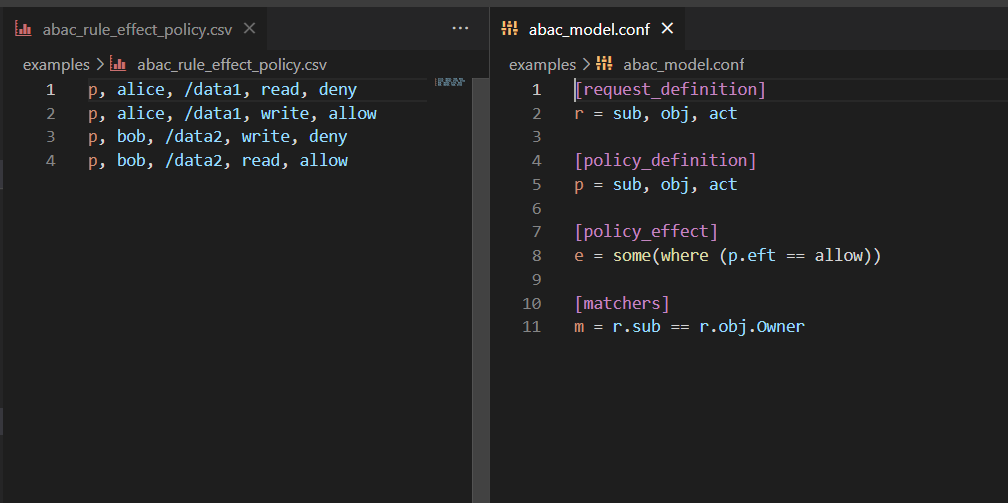 abac_rule_effect_policy.csv
examples > abac_rule_effect_policy.csv
1 p, alice, /data1, read, deny
2 p, alice, /data1, write, allow
3 p, bob, /data2, write, deny
4 p, bob, /data2, read, allow
abac_model.conf
examples > abac_model.conf
1 [request_definition]
2 r = sub, obj, act
3
4 [policy_definition]
5 p = sub, obj, act
6
7 [policy_effect]
8 e = some(where (p.eft == allow))
9
10 [matchers]
11 m = r.sub == r.obj.Owner